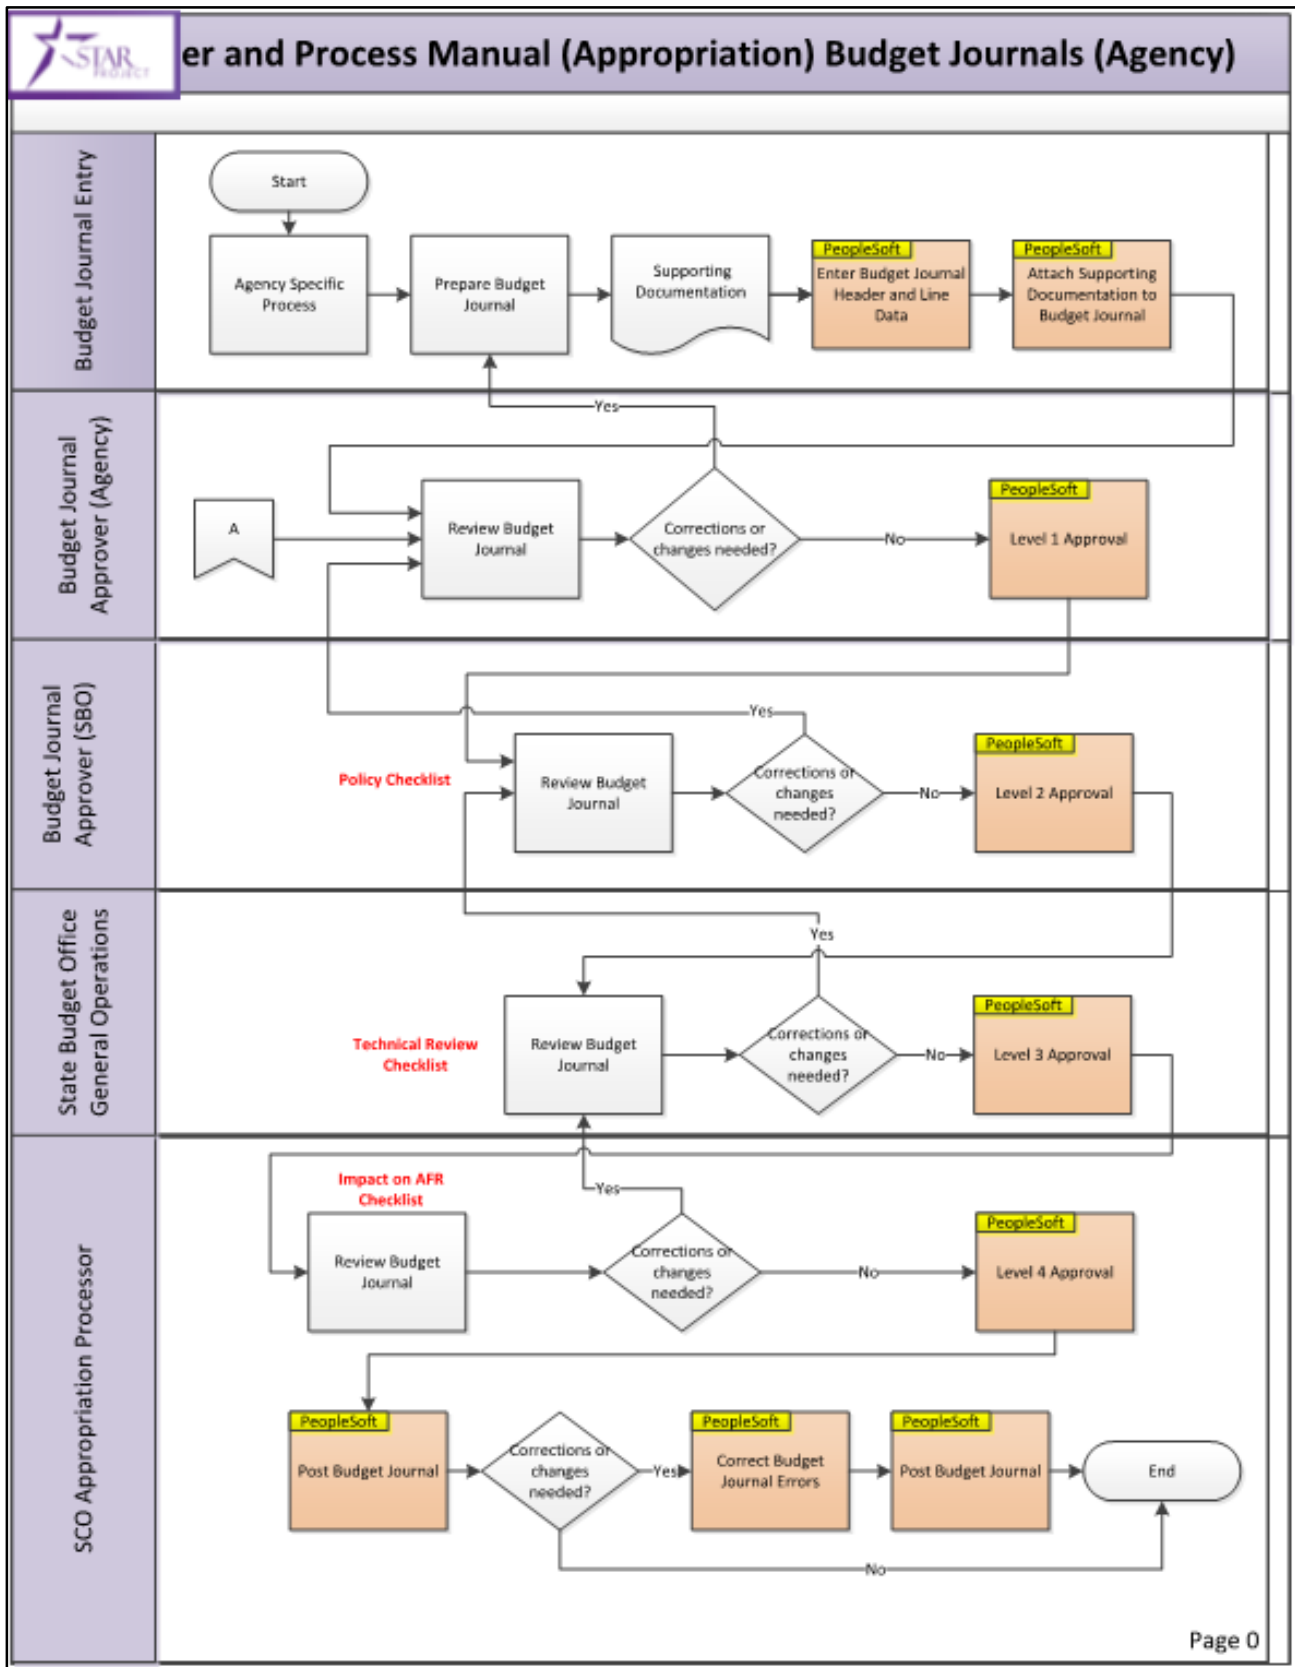 STAR
PROJECT
er and Process Manual (Appropriation) Budget Journals (Agency)
Budget Journal Entry
Start
Agency Specific
Process
Prepare Budget
Journal
Supporting
Documentation
PeopleSoft
Enter Budget Journal
Header and Line
Data
PeopleSoft
Attach Supporting
Documentation to
Budget Journal
Budget Journal
Approver (Agency)
Yes
A
Review Budget
Journal
Corrections or
changes needed?
No
PeopleSoft
Level 1 Approval
Budget Journal
Approver (SBO)
Yes
Policy Checklist
Review Budget
Journal
Corrections or
changes
needed?
No
PeopleSoft
Level 2 Approval
State Budget Office
General Operations
Yes
Technical Review
Checklist
Review Budget
Journal
Corrections or
changes
needed?
No
PeopleSoft
Level 3 Approval
SCO Appropriation Processor
Impact on AFR
Checklist
Yes
Review Budget
Journal
Corrections or
changes
needed?
No
PeopleSoft
Level 4 Approval
PeopleSoft
Post Budget Journal
Corrections or
changes
needed?
Yes
PeopleSoft
Correct Budget
Journal Errors
PeopleSoft
Post Budget Journal
End
No
Page 0